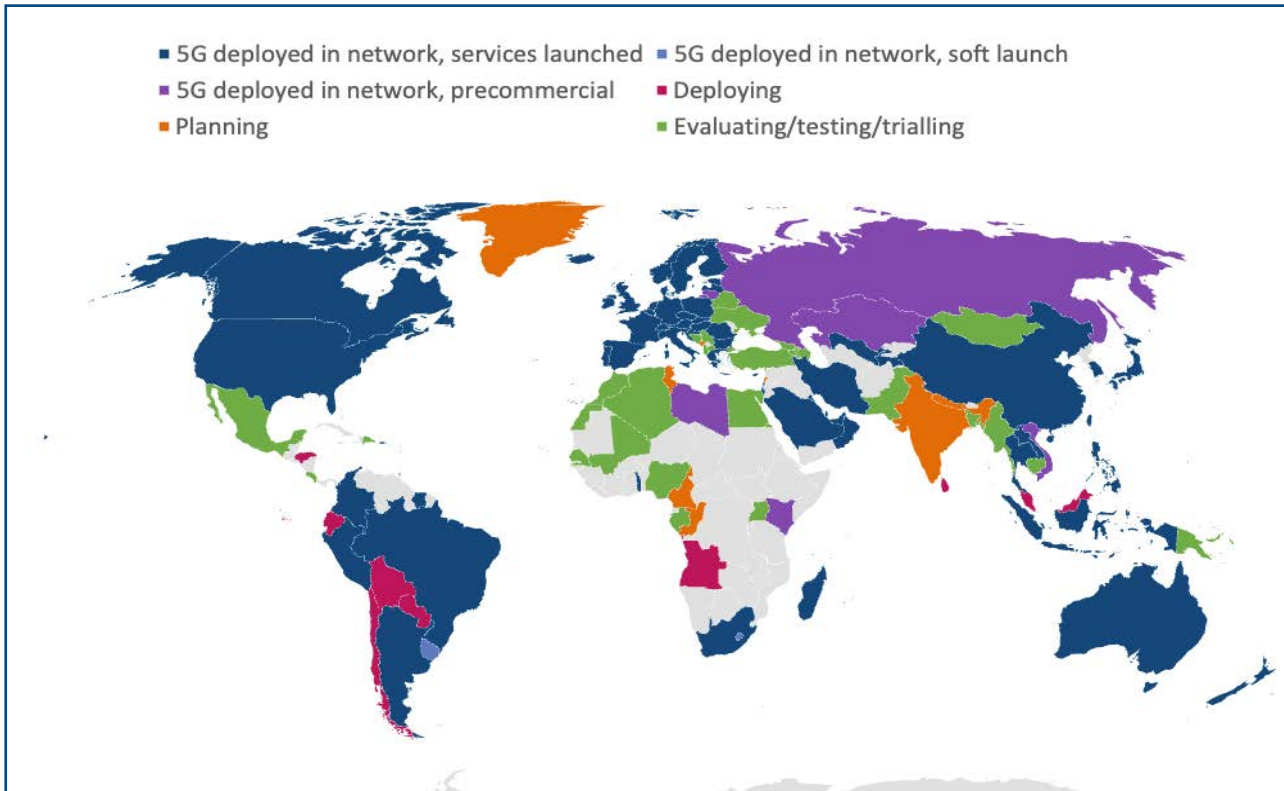 5G deployed in network, services launched
5G deployed in network, soft launch
5G deployed in network, precommercial
Deploying
Planning
Evaluating/testing/trialling